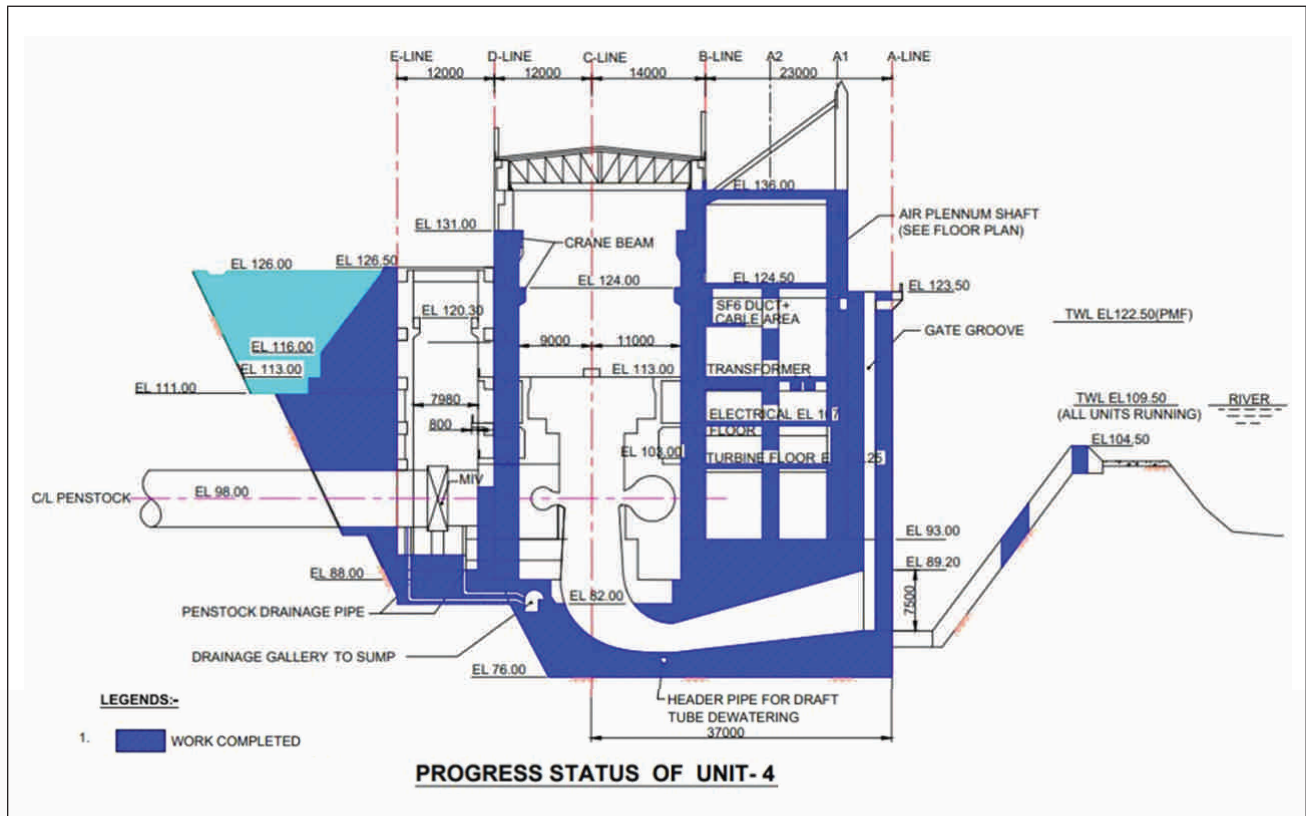 E-LINE D-LINE C-LINE B-LINE A2 A1 A-LINE
12000 12000 14000 23000
EL 136.00
AIR PLENNUM SHAFT
(SEE FLOOR PLAN)
EL 131.00
CRANE BEAM
EL 126.00
EL 126.50
EL 124.00
EL 124.50
EL 123.50
SF6 DUCT+
CABLE AREA
EL 120.30
TWL EL122.50(PMF)
GATE GROOVE
9000 11000
EL 116.00
EL 113.00
EL 113.00
TRANSFORMER
EL 111.00
7980
800
TWL EL109.50
(ALL UNITS RUNNING)
RIVER
ELECTRICAL EL
FLOOR
EL104.50
EL 103.00
TURBINE FLOOR
MIV
C/L PENSTOCK
EL 98.00
EL 93.00
EL 89.20
EL 88.00
7500
EL 82.00
PENSTOCK DRAINAGE PIPE
DRAINAGE GALLERY TO SUMP
EL 76.00
HEADER PIPE FOR DRAFT
TUBE DEWATERING
37000
LEGENDS:-
1. WORK COMPLETED
PROGRESS STATUS OF UNIT- 4